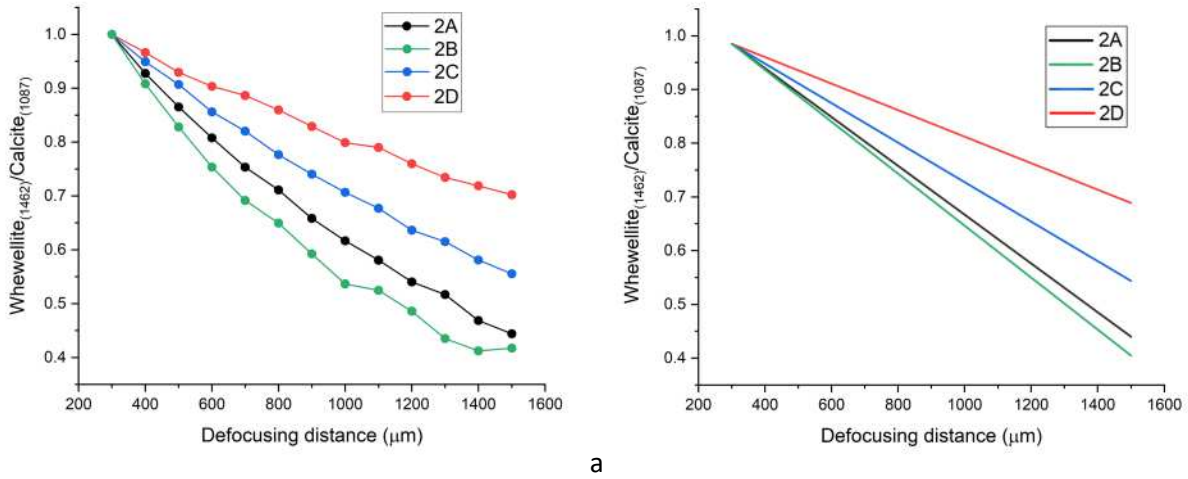 Whewellite(1462)/Calcite(1087)
1.0
0.9
0.8
0.7
0.6
0.5
0.4
200 400 600 800 1000 1200 1400 1600
Defocusing distance (μm)
2A
2B
2C
2D
Whewellite(1462)/Calcite(1087)
1.0
0.9
0.8
0.7
0.6
0.5
0.4
200 400 600 800 1000 1200 1400 1600
Defocusing distance (μm)
2A
2B
2C
2D
a